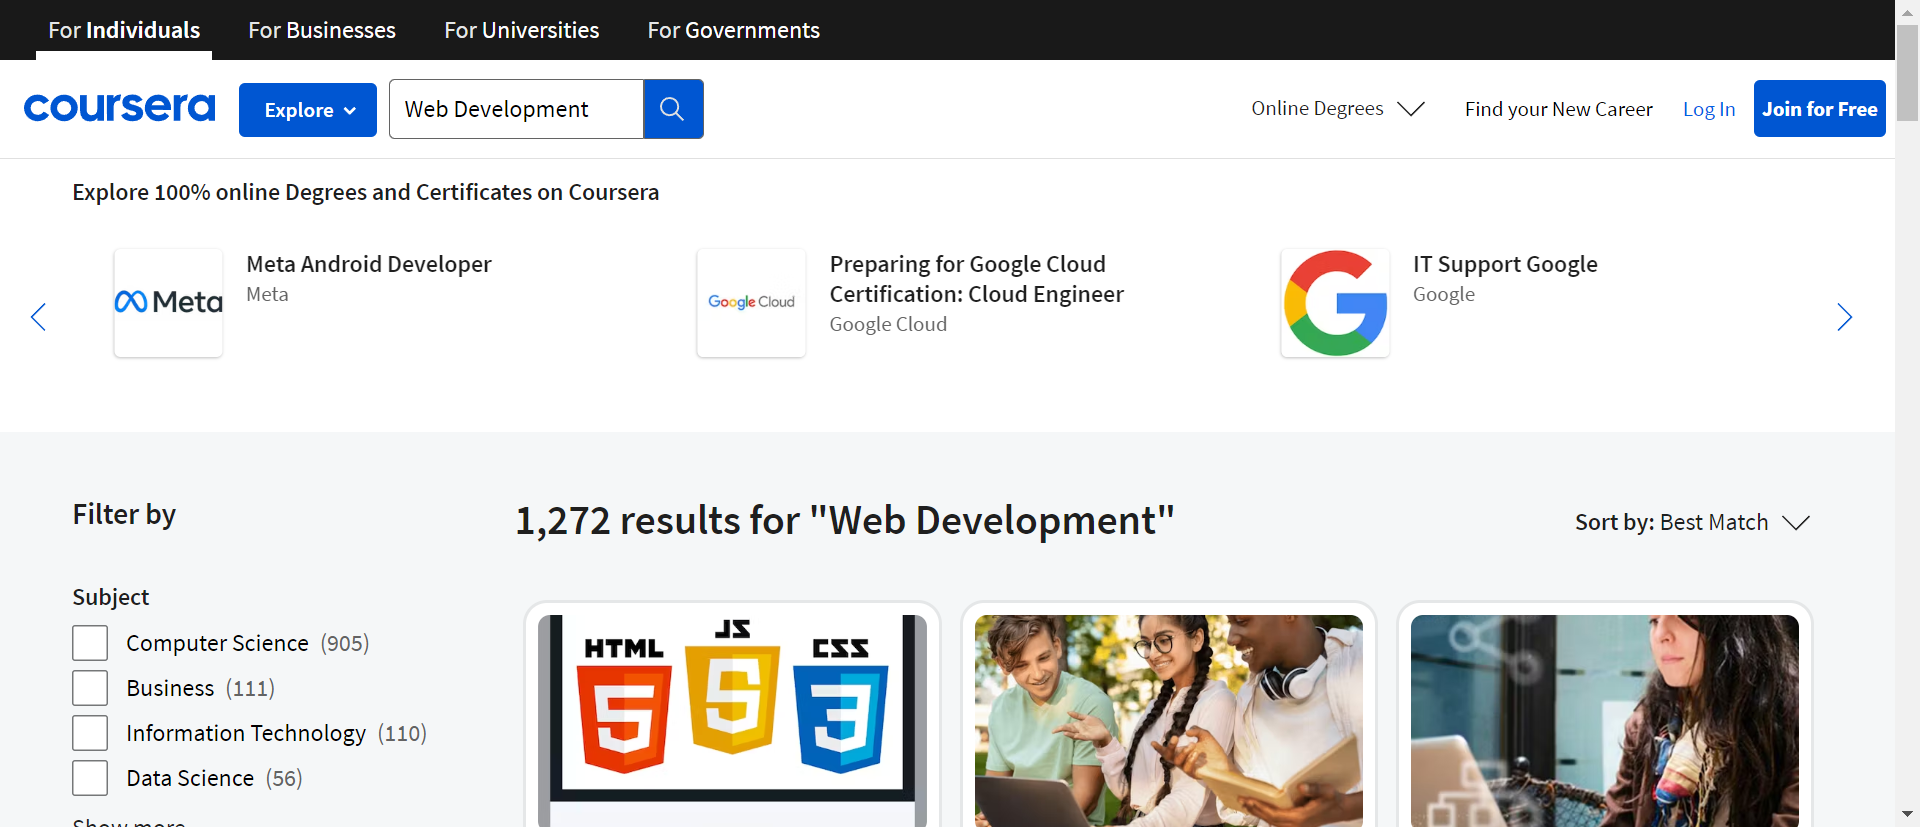 For Individuals
For Businesses
For Universities
For Governments
coursera
Explore
Web Development
Online Degrees
Find your New Career
Log In
Join for Free
Explore 100% online Degrees and Certificates on Coursera
Meta
Meta Android Developer
Meta
Google Cloud
Preparing for Google Cloud
Certification: Cloud Engineer
Google Cloud
IT Support Google
Google
Filter by
1,272 results for "Web Development"
Sort by: Best Match
Subject
Computer Science (905)
Business (111)
Information Technology (110)
Data Science (56)
Show more
HTML
JS
CSS
5
5
3